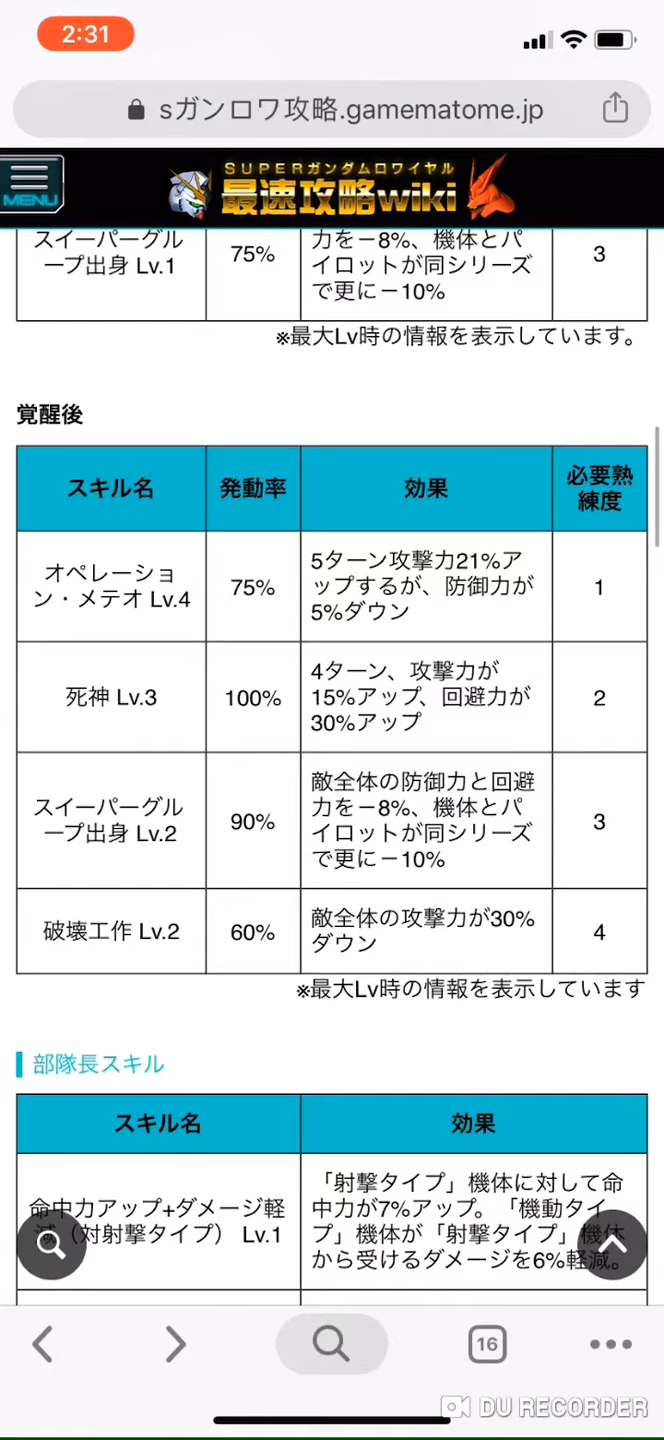 2:31
sガンロワ攻略.gamematome.jp
MENU
SUPERガンダムロワイヤル
最速攻略wiki
スイーパーグル
ープ出身 Lv.1
75%
力を－8%、機体とパ
イロットが同シリーズ
で更に－10%
3
※最大Lv時の情報を表示しています。
覚醒後
スキル名
発動率
効果
必要熟
練度
オペレーショ
ン・メテオ Lv.4
75%
5ターン攻撃力21%ア
ップするが、防御力が
5%ダウン
1
死神 Lv.3
100%
4ターン、攻撃力が
15%アップ、回避力が
30%アップ
2
スイーパーグル
ープ出身 Lv.2
90%
敵全体の防御力と回避
力を－8%、機体とパ
イロットが同シリーズ
で更に－10%
3
破壊工作 Lv.2
60%
敵全体の攻撃力が30%
ダウン
4
※最大Lv時の情報を表示しています
部隊長スキル
スキル名
効果
命中力アップ+ダメージ軽
減（対射撃タイプ） Lv.1
「射撃タイプ」機体に対して命
中力が7%アップ。「機動タイ
プ」機体が「射撃タイプ」機体
から受けるダメージを6%軽減。
16
DU RECORDER